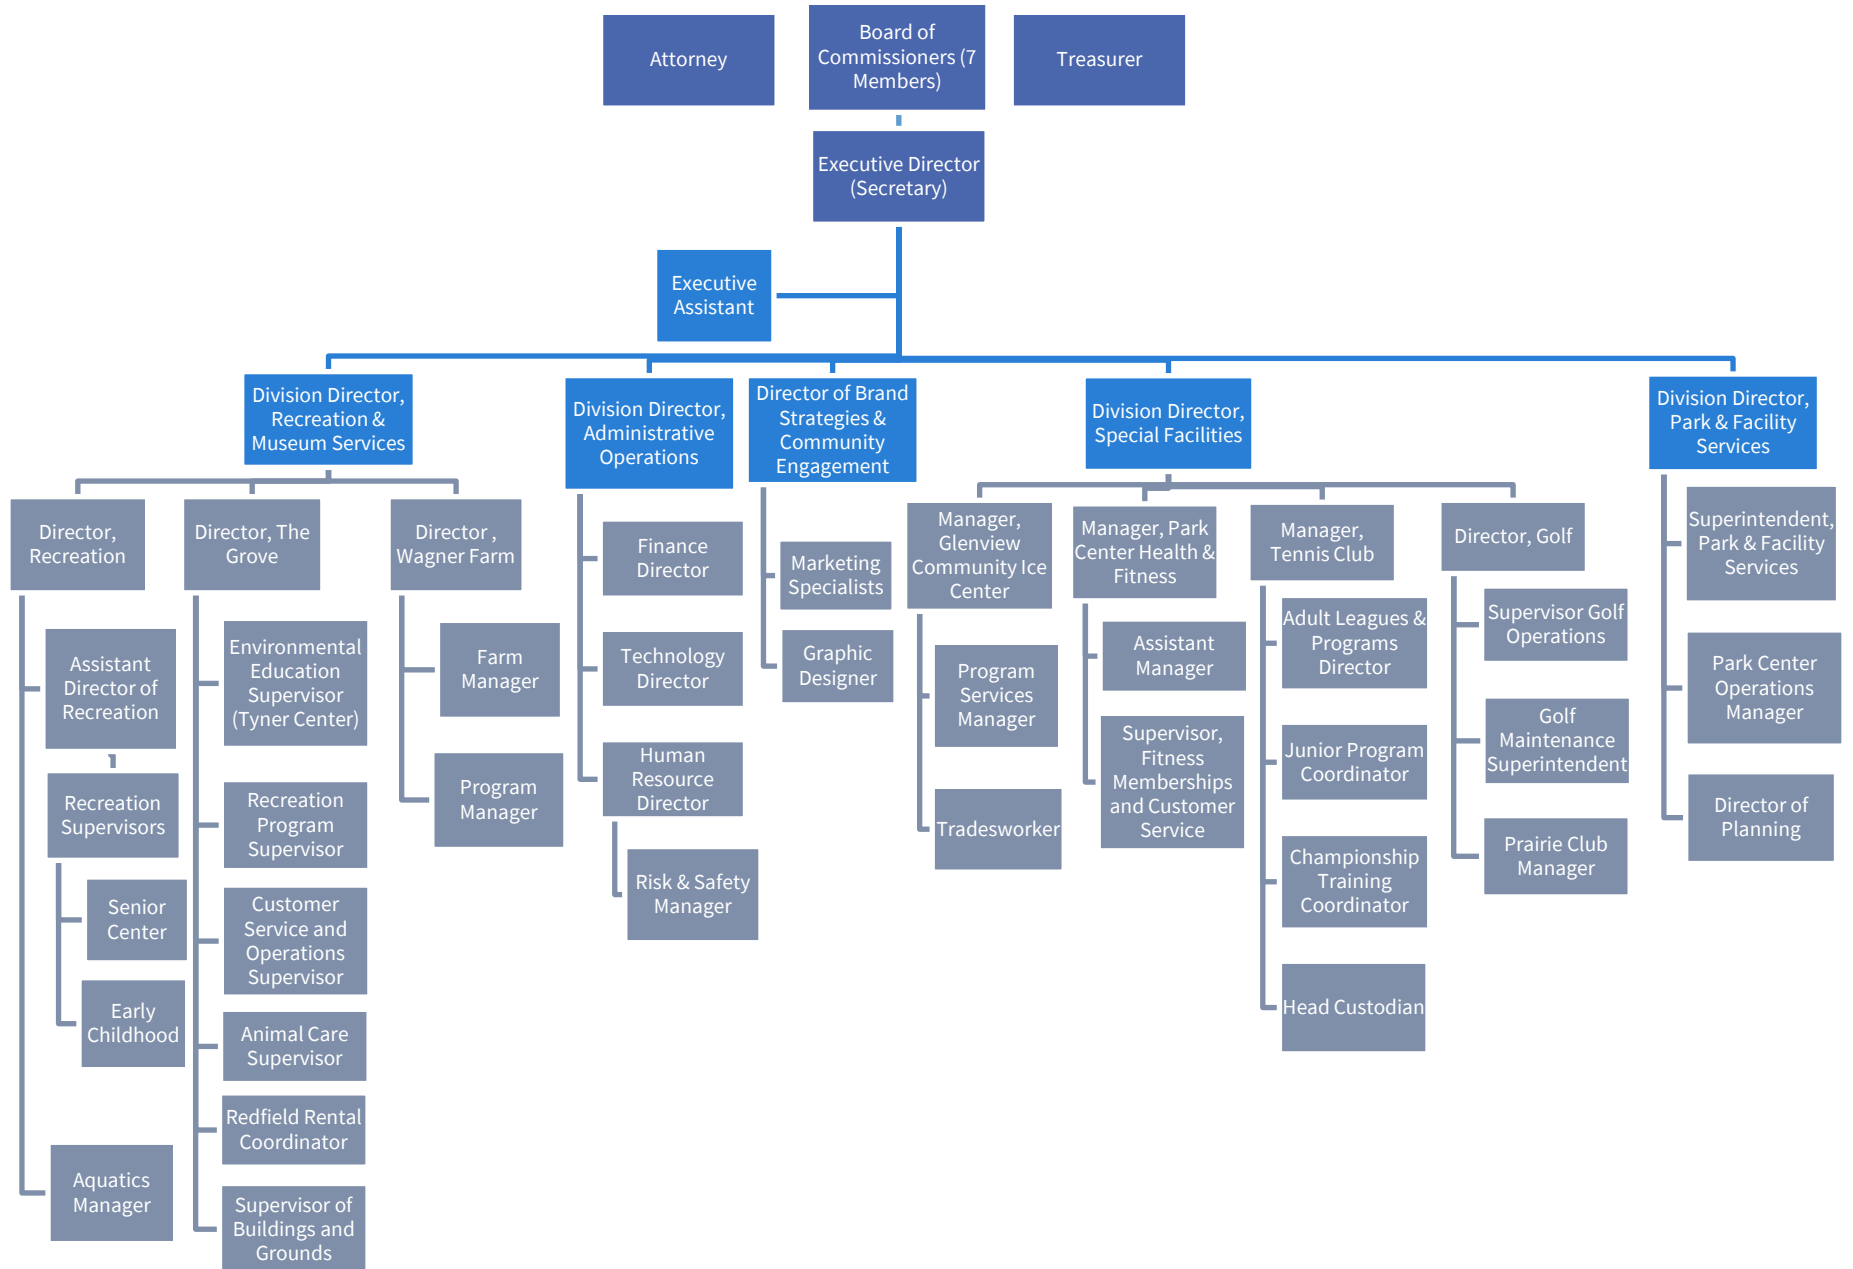 Attorney
Board of
Commissioners (7
Members)
Treasurer
Executive Director
(Secretary)
Executive
Assistant
Division Director,
Recreation &
Museum Services
Division Director,
Administrative
Operations
Director of Brand
Strategies &
Community
Engagement
Division Director,
Special Facilities
Division Director,
Park & Facility
Services
Director,
Recreation
Assistant
Director of
Recreation
Recreation
Supervisors
Senior
Center
Early
Childhood
Aquatics
Manager
Director, The
Grove
Environmental
Education
Supervisor
(Tyner Center)
Recreation
Program
Supervisor
Customer
Service and
Operations
Supervisor
Animal Care
Supervisor
Redfield Rental
Coordinator
Supervisor of
Buildings and
Grounds
Director ,
Wagner Farm
Farm
Manager
Program
Manager
Finance
Director
Technology
Director
Human
Resource
Director
Risk & Safety
Manager
Marketing
Specialists
Graphic
Designer
Manager,
Glenview
Community Ice
Center
Program
Services
Manager
Tradesworker
Manager, Park
Center Health &
Fitness
Assistant
Manager
Supervisor,
Fitness
Memberships
and Customer
Service
Manager,
Tennis Club
Adult Leagues &
Programs
Director
Junior Program
Coordinator
Championship
Training
Coordinator
Head Custodian
Director, Golf
Supervisor Golf
Operations
Golf
Maintenance
Superintendent
Prairie Club
Manager
Superintendent,
Park & Facility
Services
Park Center
Operations
Manager
Director of
Planning